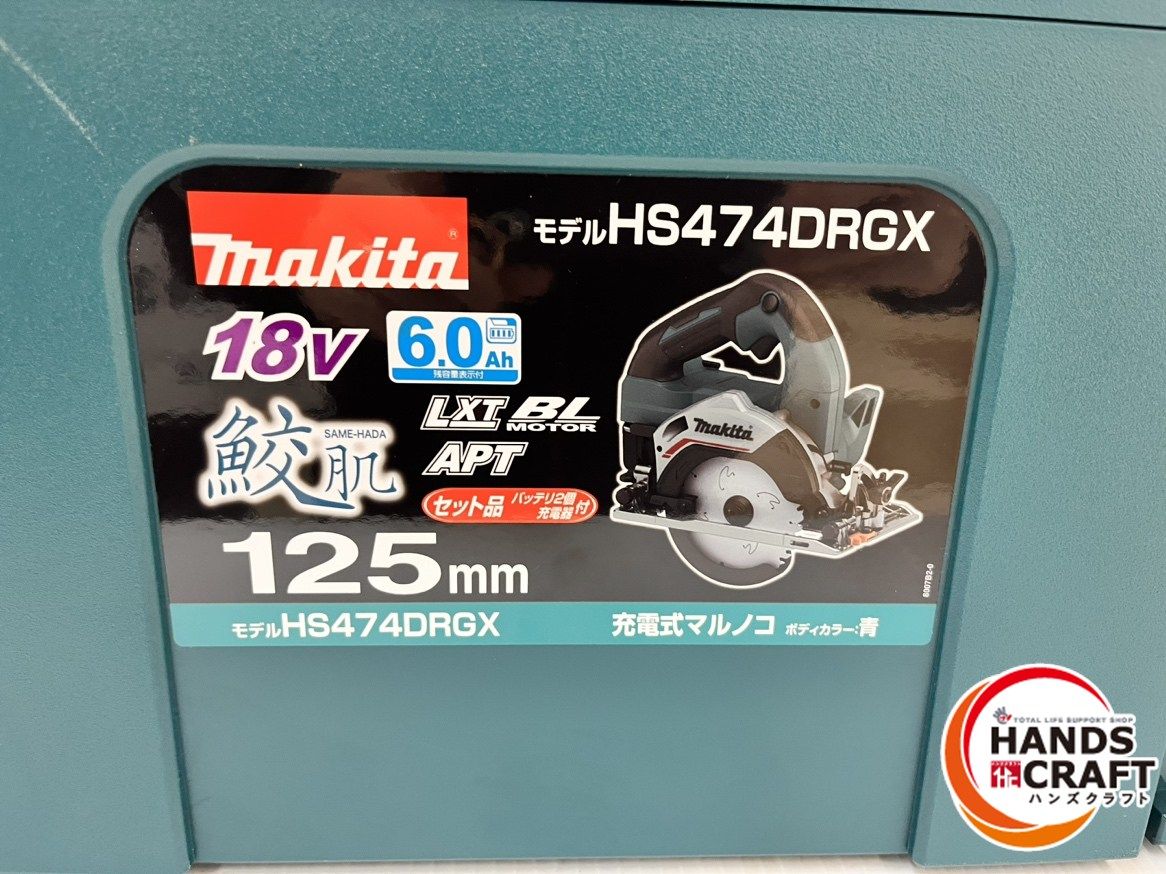 makita®
モデルHS474DRGX
18V
6.0Ah
残容量表示付
鮫肌
SAME-HADA
LXT BL MOTOR
APT
セット品 バッテリ2個 充電器 付
makita
125mm
8007B2-0
モデルHS474DRGX 充電式マルノコ ボディカラー:青
TOTAL LIFE SUPPORT SHOP
HANDS
CRAFT
ハンズクラフト